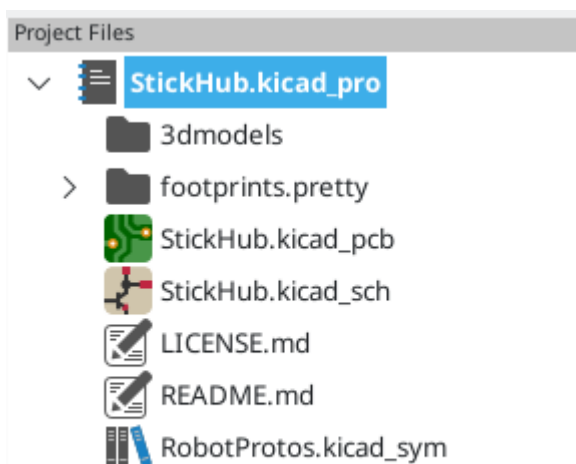 Project Files
StickHub.kicad_pro
3dmodels
footprints.pretty
StickHub.kicad_pcb
StickHub.kicad_sch
LICENSE.md
README.md
RobotProtos.kicad_sym